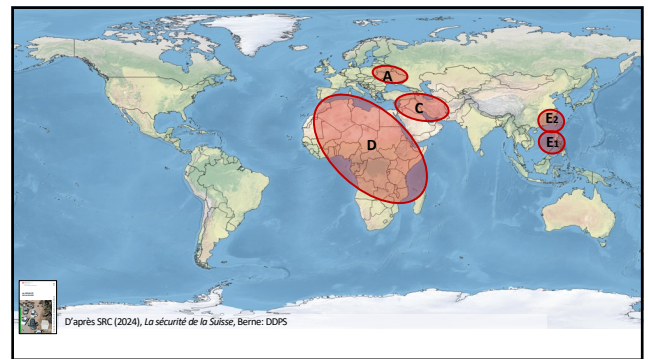 A
C
E2
E1
D
D'après SRC (2024), La sécurité de la Suisse, Berne: DDPS